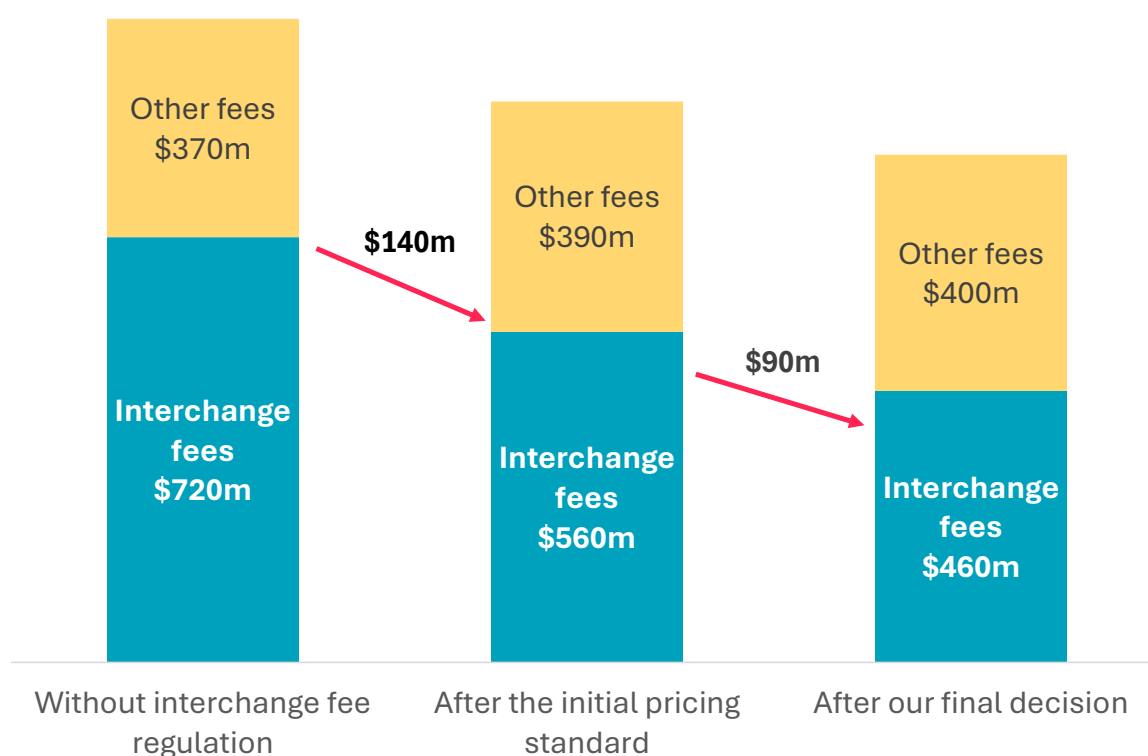 Other fees
$370m
Interchange
fees
$720m
$140m
Other fees
$390m
Interchange
fees
$560m
$90m
Other fees
$400m
Interchange
fees
$460m
Without interchange fee
regulation
After the initial pricing
standard
After our final decision